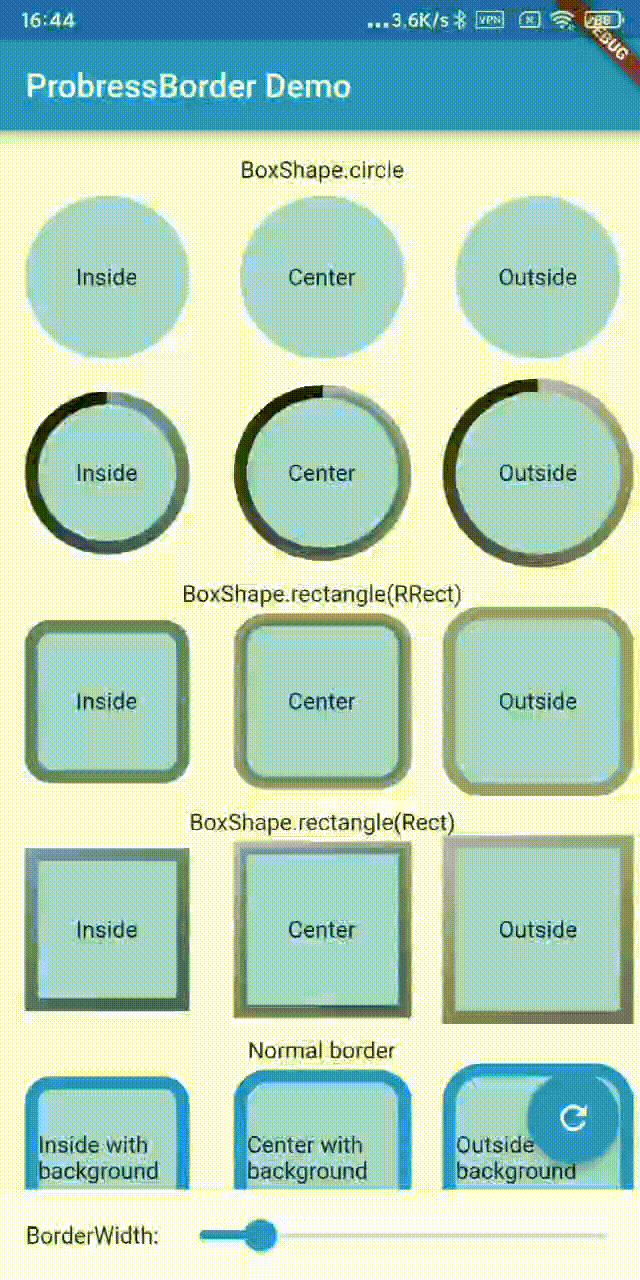 16:44 ...3.6K/s VPN 88
DEBUG
ProbressBorder Demo
BoxShape.circle
Inside Center Outside
Inside Center Outside
BoxShape.rectangle(RRect)
Inside Center Outside
BoxShape.rectangle(Rect)
Inside Center Outside
Normal border
Inside with Center with Outside
background background background
BorderWidth: